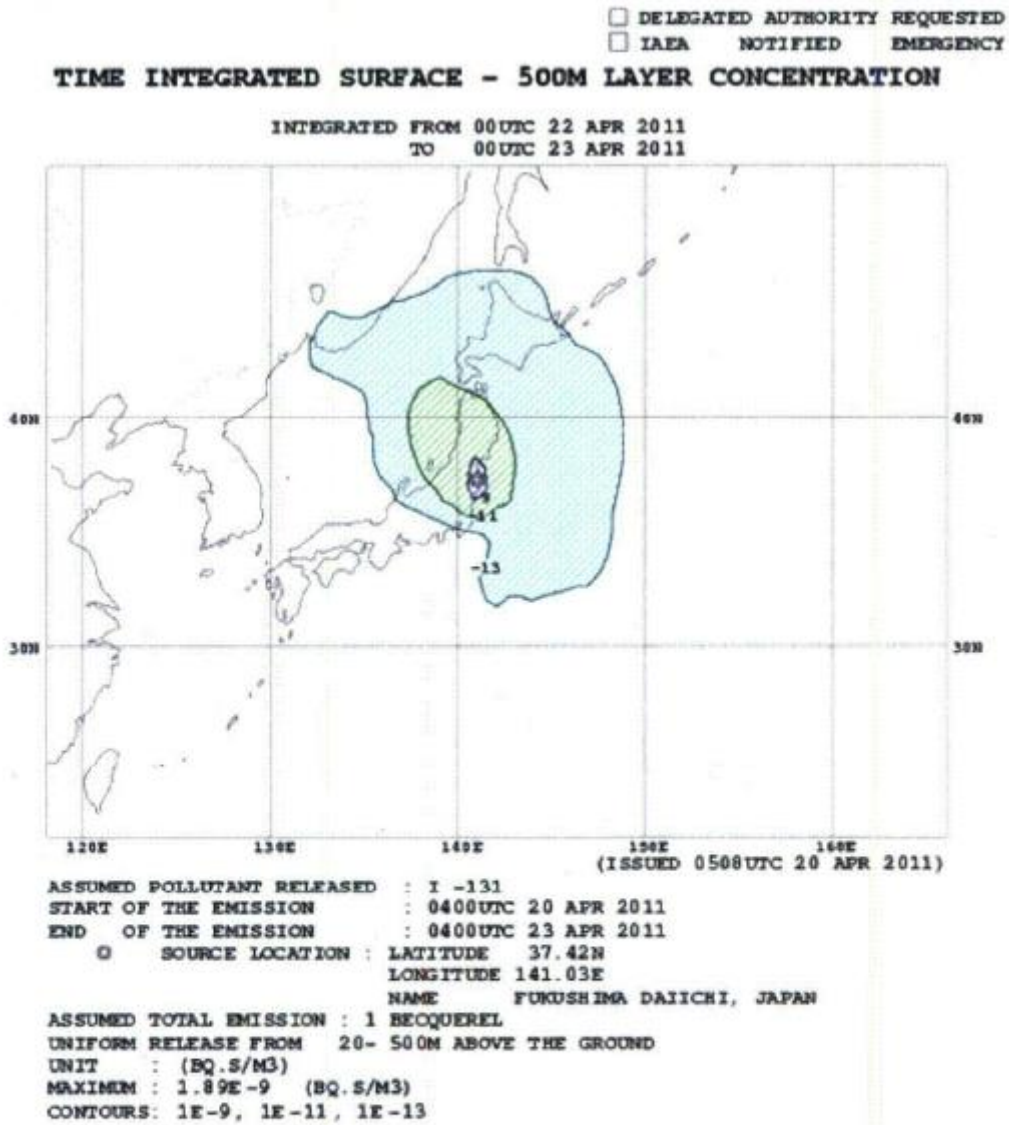 DELEGATED AUTHORITY REQUESTED
IAEA NOTIFIED EMERGENCY
TIME INTEGRATED SURFACE - 500M LAYER CONCENTRATION
INTEGRATED FROM 00UTC 22 APR 2011
TO 00UTC 23 APR 2011
40N 40N
-11
-13
30N 30N
120E 130E 140E 150E 160E
(ISSUED 0508UTC 20 APR 2011)
ASSUMED POLLUTANT RELEASED : I -131
START OF THE EMISSION : 0400UTC 20 APR 2011
END OF THE EMISSION : 0400UTC 23 APR 2011
SOURCE LOCATION : LATITUDE 37.42N
LONGITUDE 141.03E
NAME FUKUSHIMA DAIICHI, JAPAN
ASSUMED TOTAL EMISSION : 1 BECQUEREL
UNIFORM RELEASE FROM 20- 500M ABOVE THE GROUND
UNIT : (BQ.S/M3)
MAXIMUM : 1.89E-9 (BQ.S/M3)
CONTOURS: 1E-9, 1E-11, 1E-13